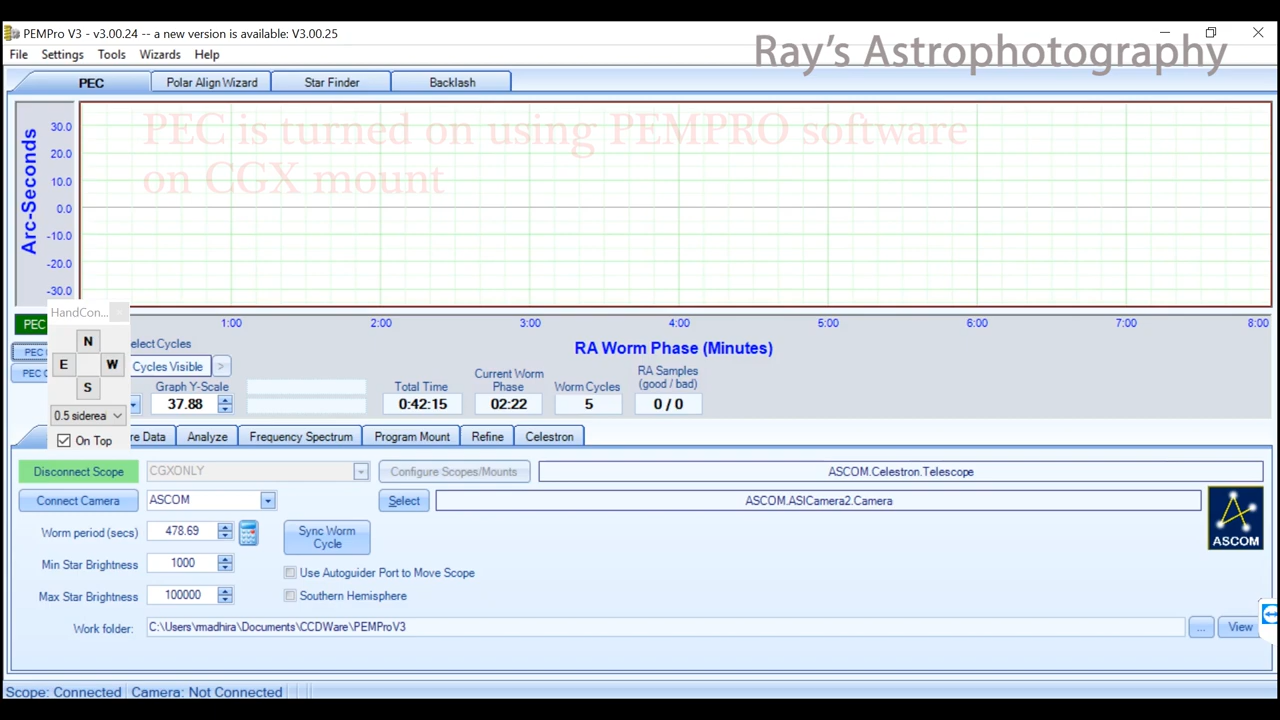 PEMPro V3 - v3.00.24 -- a new version is available: V3.00.25
File Settings Tools Wizards Help
Ray's Astrophotography
PEC Polar Align Wizard Star Finder Backlash
PEC is turned on using PEMPRO software
on CGX mount
Arc-Seconds
30.0
20.0
10.0
0.0
-10.0
-20.0
-30.0
1:00 2:00 3:00 4:00 5:00 6:00 7:00 8:00
RA Worm Phase (Minutes)
HandCon...
PEC
PEC
PEC
N
E W
S
0.5 siderea
On Top
elect Cycles
Cycles Visible >
Graph Y-Scale
37.88
Total Time
0:42:15
Current Worm
Phase
02:22
Worm Cycles
5
RA Samples
(good / bad)
0 / 0
re Data Analyze Frequency Spectrum Program Mount Refine Celestron
Disconnect Scope CGXONLY Configure Scopes/Mounts ASCOM.Celestron.Telescope
Connect Camera ASCOM Select ASCOM.ASICamera2.Camera
ASCOM
Worm period (secs) 478.69
Sync Worm
Cycle
Min Star Brightness 1000
Use Autoguider Port to Move Scope
Max Star Brightness 100000
Southern Hemisphere
Work folder: C:\Users\madhira\Documents\CCDWare\PEMProV3 ... View
Scope: Connected Camera: Not Connected